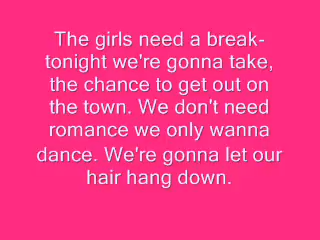 The girls need a break-
tonight we're gonna take,
the chance to get out on
the town. We don't need
romance we only wanna
dance. We're gonna let our
hair hang down.